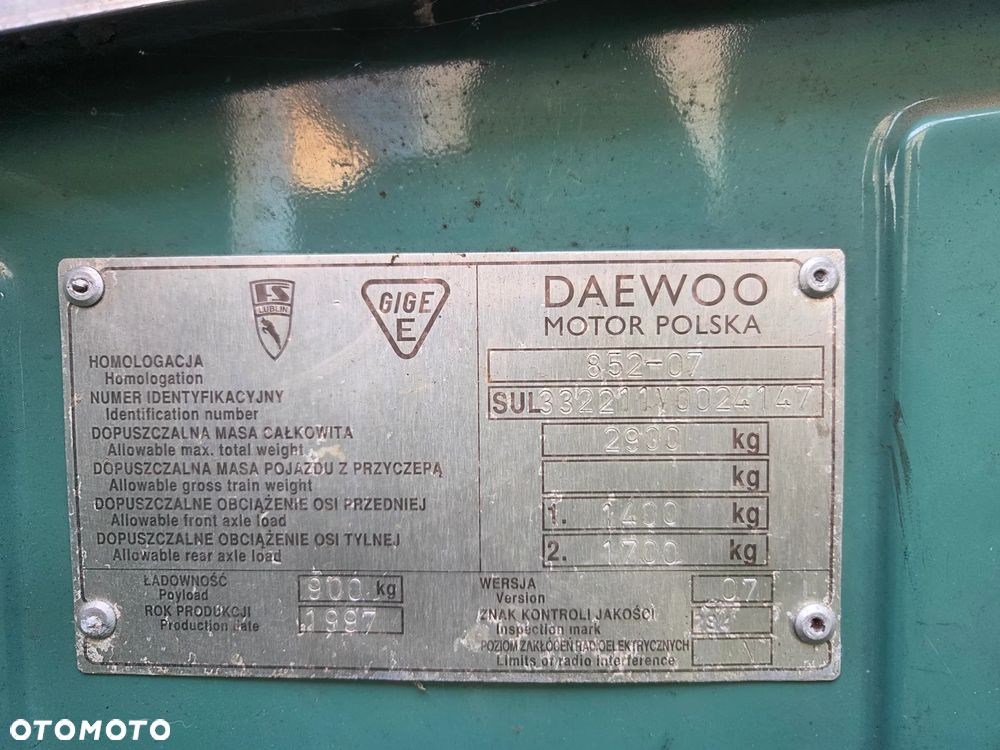 FS
LUBLIN
GIGE
E
DAEWOO
MOTOR POLSKA
HOMOLOGACJA
Homologation
852-07
NUMER IDENTYFIKACYJNY
Identification number
SUL 332211V0024147
DOPUSZCZALNA MASA CAŁKOWITA
Allowable max. total weight
2900 kg
DOPUSZCZALNA MASA POJAZDU Z PRZYCZEPĄ
Allowable gross train weight
kg
DOPUSZCZALNE OBCIĄŻENIE OSI PRZEDNIEJ
Allowable front axle load
1. 1400 kg
DOPUSZCZALNE OBCIĄŻENIE OSI TYLNEJ
Allowable rear axle load
2. 1700 kg
ŁADOWNOŚĆ
Payload
900 kg
ROK PRODUKCJI
Production date
1997
WERSJA
Version
07
ZNAK KONTROLI JAKOŚCI
Inspection mark
POZIOM ZAKŁÓCEŃ RADIOELEKTRYCZNYCH
Limits of radio interference
OTOMOTO